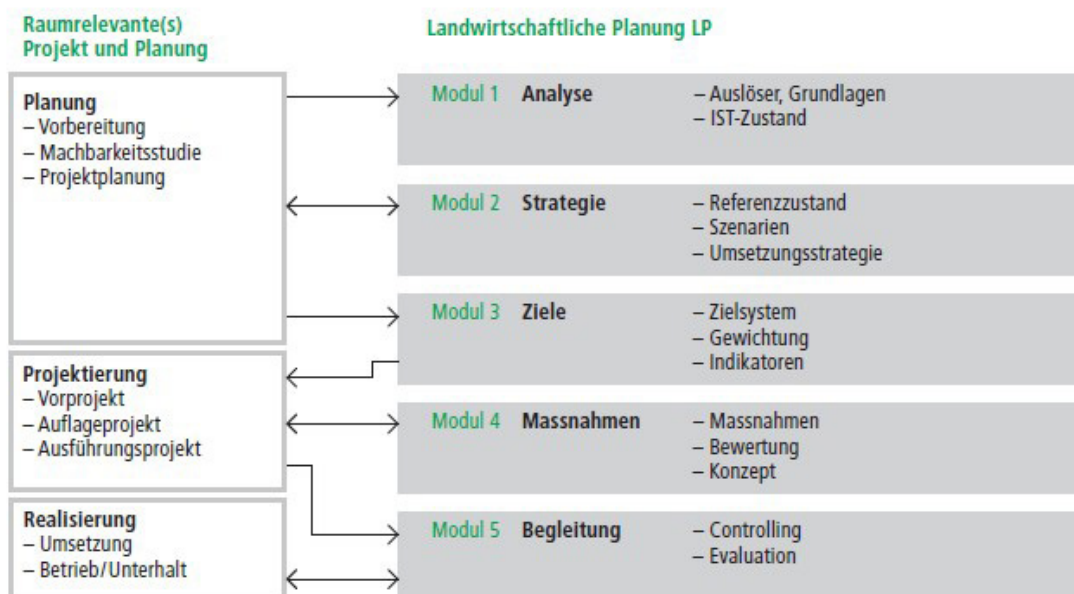 Raumrelevante(s)
Projekt und Planung
Planung
– Vorbereitung
– Machbarkeitsstudie
– Projektplanung
Projektierung
– Vorprojekt
– Auflageprojekt
– Ausführungsprojekt
Realisierung
– Umsetzung
– Betrieb/Unterhalt
Landwirtschaftliche Planung LP
Modul 1 Analyse – Auslöser, Grundlagen
– IST-Zustand
Modul 2 Strategie – Referenzzustand
– Szenarien
– Umsetzungsstrategie
Modul 3 Ziele – Zielsystem
– Gewichtung
– Indikatoren
Modul 4 Massnahmen – Massnahmen
– Bewertung
– Konzept
Modul 5 Begleitung – Controlling
– Evaluation